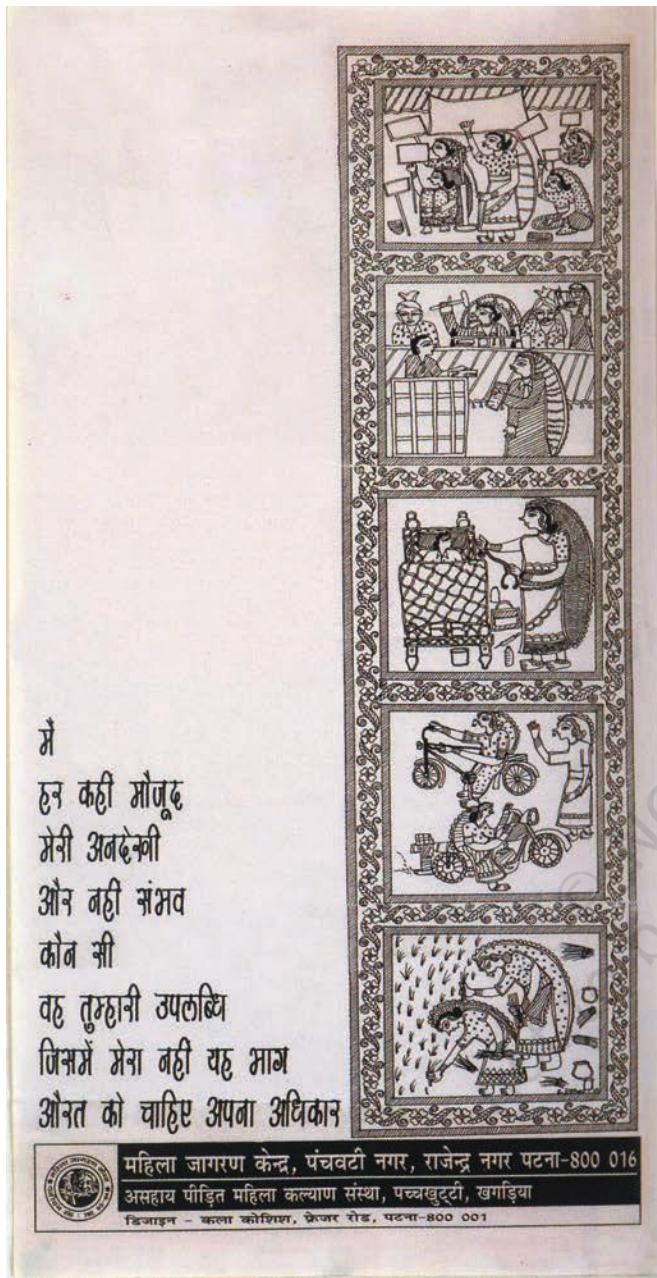 मैं
हर कहीं मौजूद
मेरी अनदेखी
और नहीं संभव
कौन सी
वह तुम्हारी उपलब्धि
जिसमें मेरा नहीं यह भाग
औरत को चाहिए अपना अधिकार
महिला जागरण केन्द्र, पंचवटी नगर, राजेन्द्र नगर पटना-800 016
असहाय पीड़ित महिला कल्याण संस्था, पच्चखुट्टी, खगड़िया
डिजाइन - कला कोशिश, फ्रेजर रोड, पटना-800 001